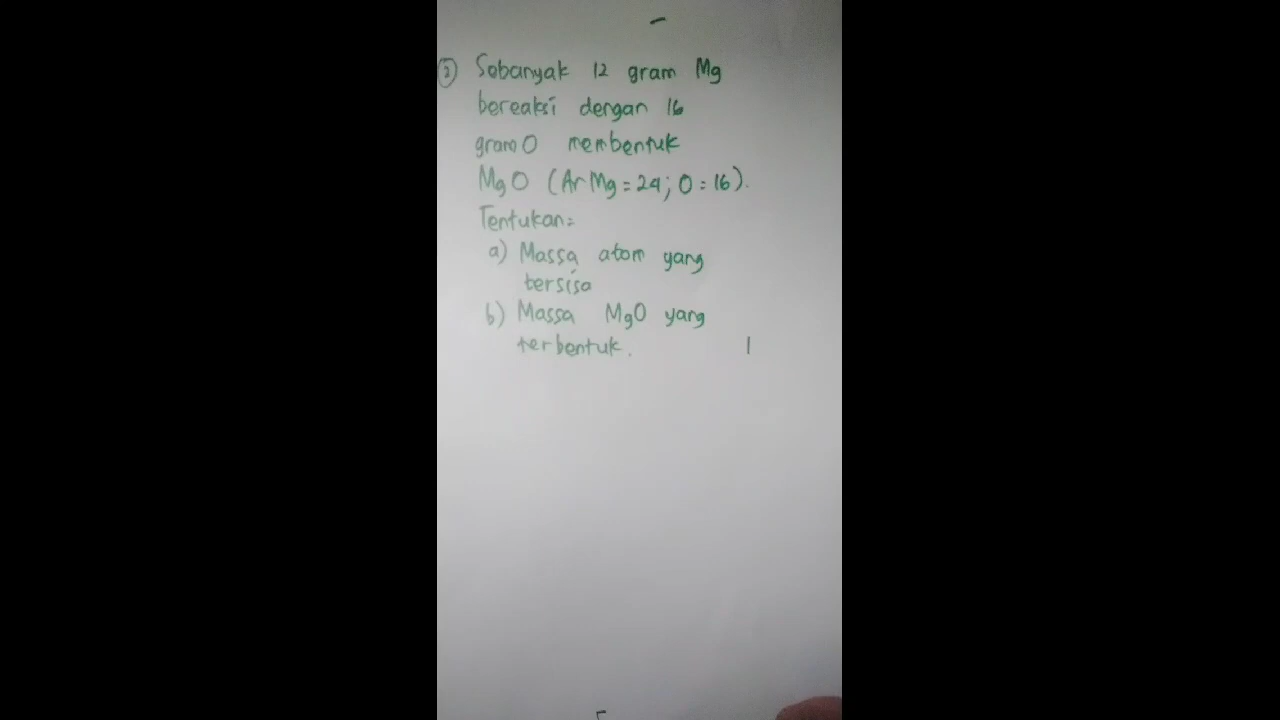 ② Sebanyak 12 gram Mg
bereaksi dengan 16
gram O membentuk
MgO (Ar Mg = 24; O = 16).
Tentukan =
a) Massa atom yang
tersisa
b) Massa MgO yang
terbentuk.